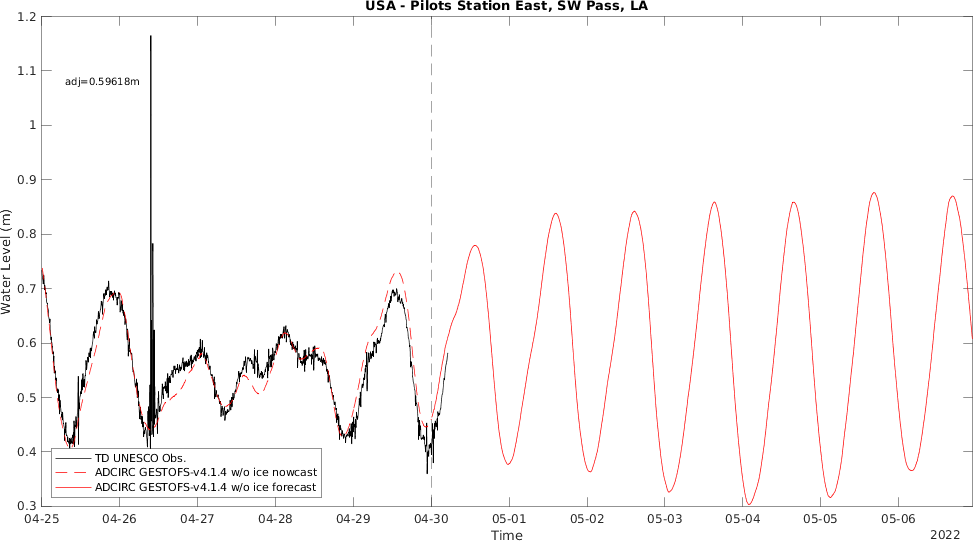 USA - Pilots Station East, SW Pass, LA
1.2
1.1
adj=0.59618m
1
0.9
0.8
Water Level (m)
0.7
0.6
0.5
0.4
0.3
TD UNESCO Obs.
ADCIRC GESTOFS-v4.1.4 w/o ice nowcast
ADCIRC GESTOFS-v4.1.4 w/o ice forecast
04-25 04-26 04-27 04-28 04-29 04-30 05-01 05-02 05-03 05-04 05-05 05-06
Time
2022